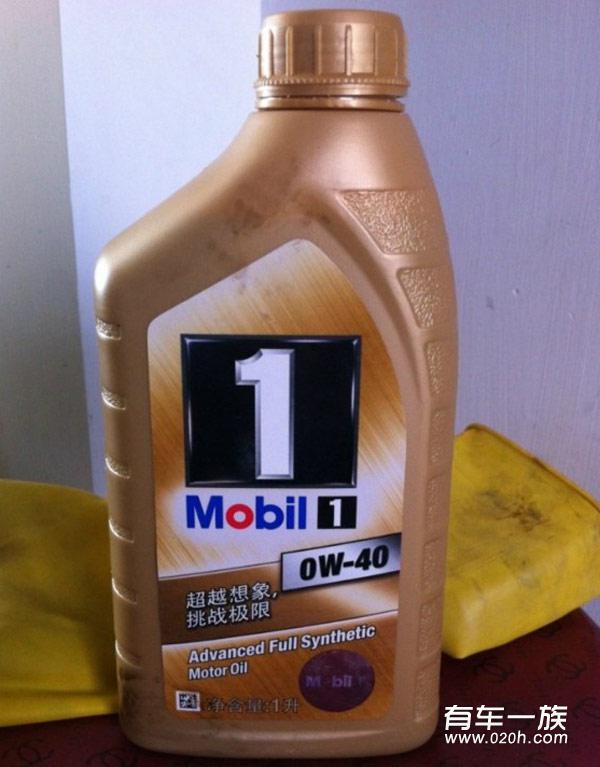 1
Mobil 1
0W-40
超越想象,
挑战极限
Advanced Full Synthetic
Motor Oil
Mobil
净含量:1升
有车一族
www.020h.com